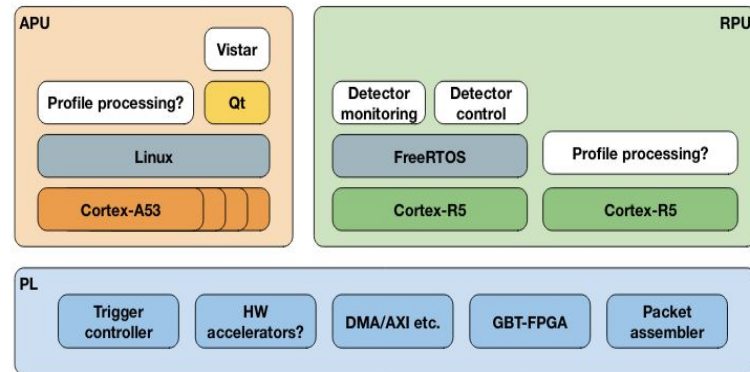 APU
RPU
Vistar
Profile processing?
Qt
Detector
monitoring
Detector
control
Linux
FreeRTOS
Profile processing?
Cortex-A53
Cortex-R5
Cortex-R5
PL
Trigger
controller
HW
accelerators?
DMA/AXI etc.
GBT-FPGA
Packet
assembler